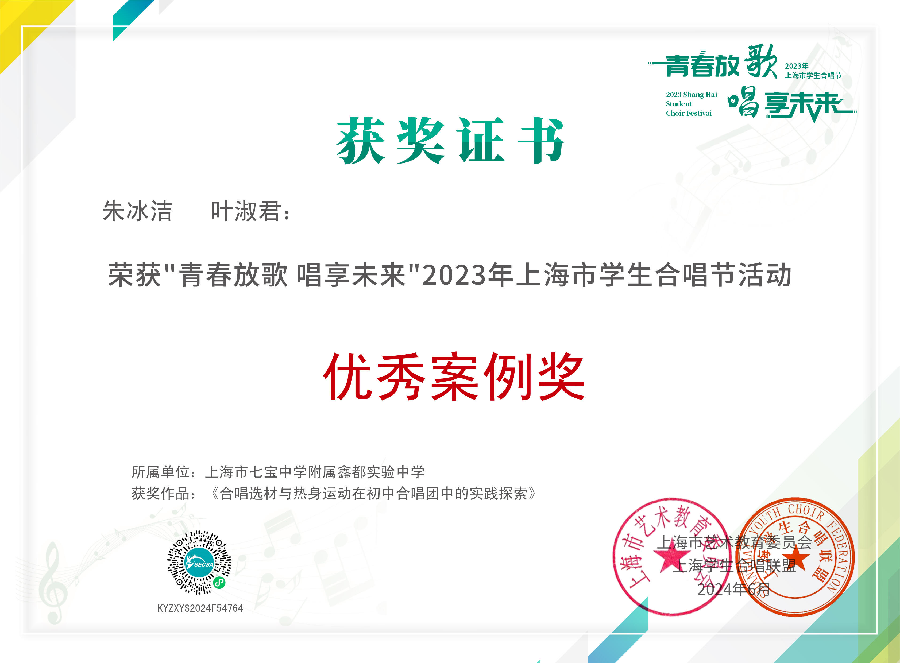 青春放歌
2023年
上海市学生合唱节
2023 Shang Hai
Student
Choir Festival
唱享未来
获奖证书
朱冰洁 叶淑君：
荣获"青春放歌 唱享未来"2023年上海市学生合唱节活动
优秀案例奖
所属单位：上海市七宝中学附属鑫都实验中学
获奖作品：《合唱选材与热身运动在初中合唱团中的实践探索》
上海市艺术教育委员会
上海学生合唱联盟
2024年6月
KYZXYS2024F54764
上海市艺术教育委员会
SHANGHAI YOUTH CHOIR FEDERATION
上海学生合唱联盟